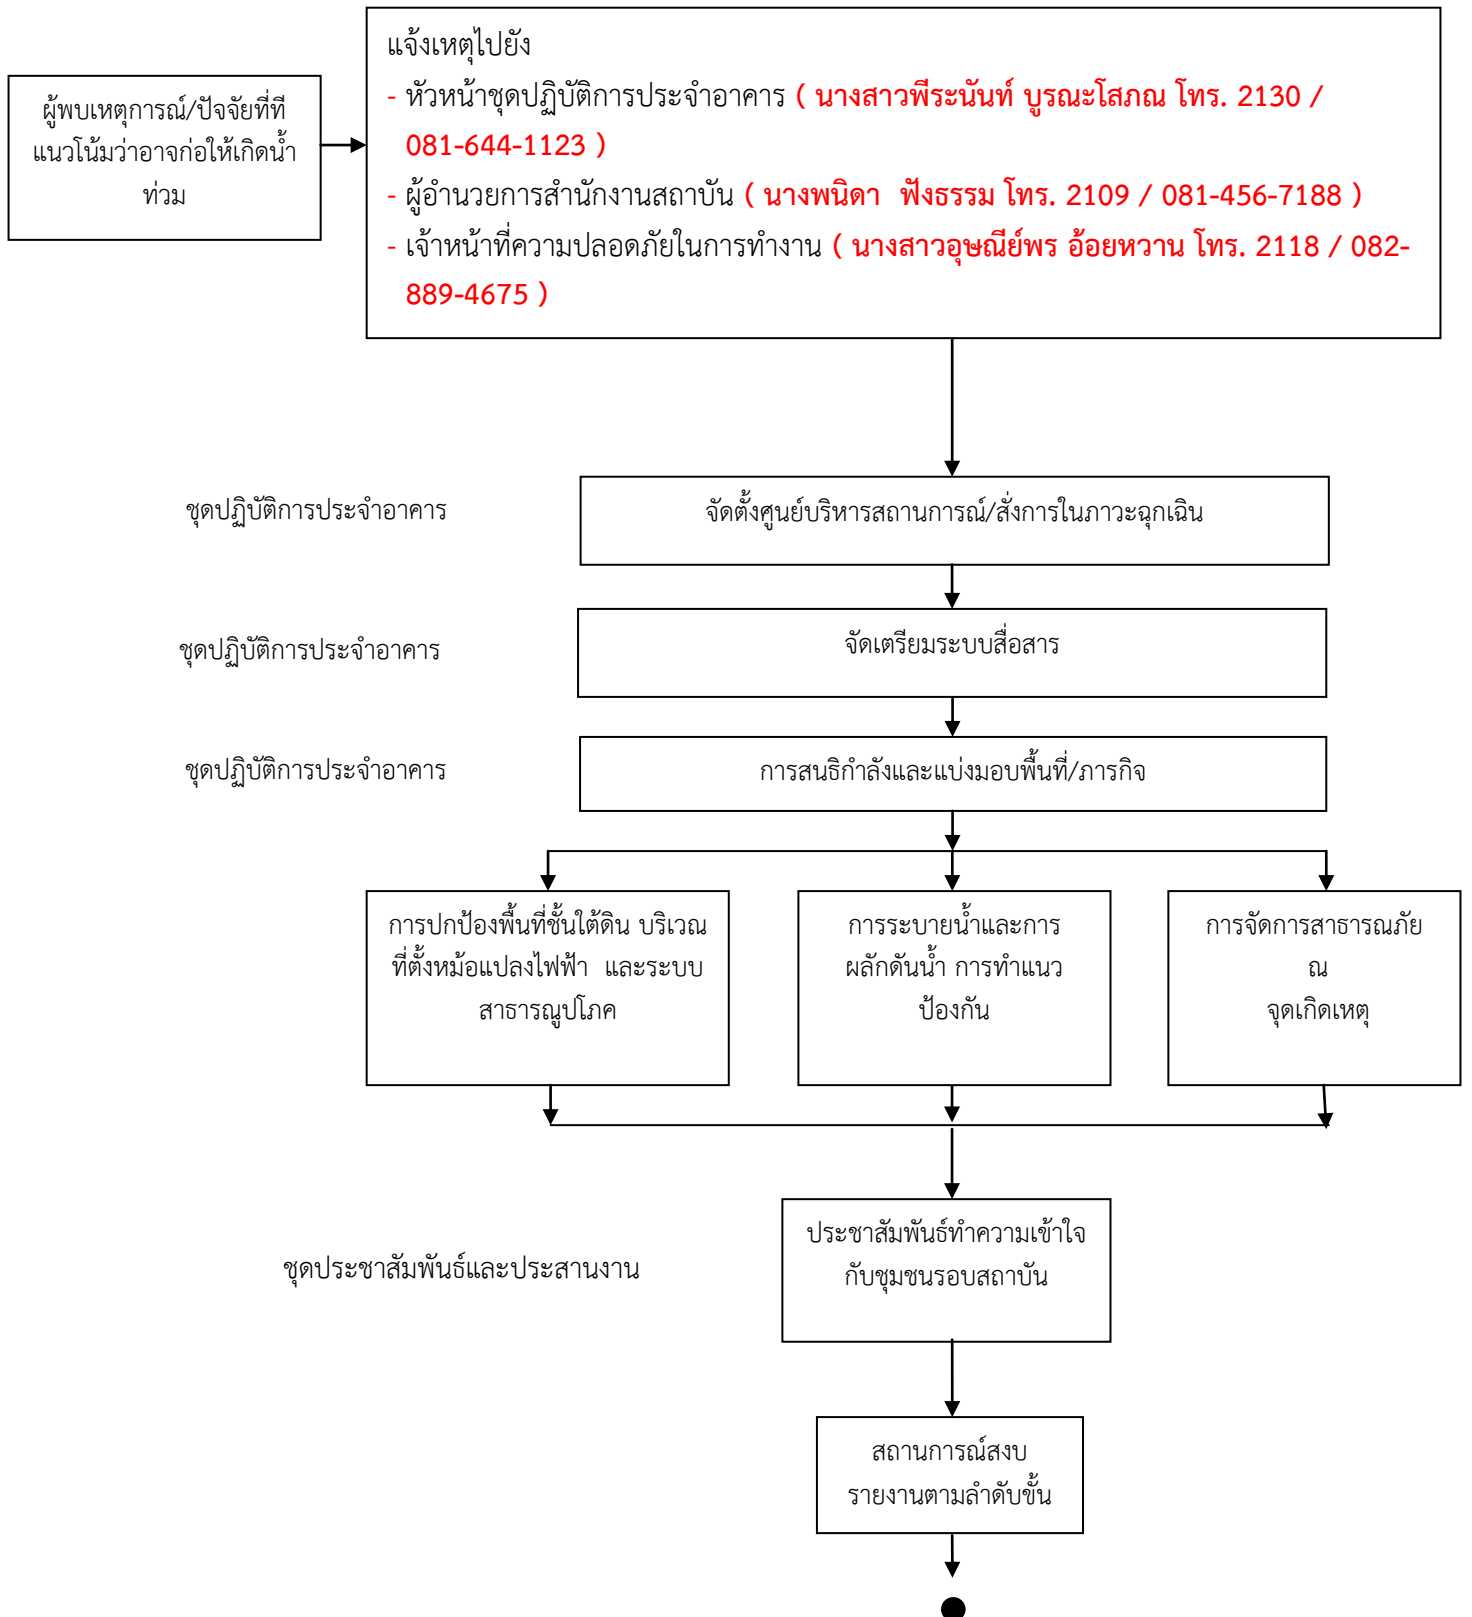 แจ้งเหตุไปยัง
- หัวหน้าชุดปฏิบัติการประจำอาคาร ( นางสาวพีระนันท์ บูรณะโสภณ โทร. 2130 /
081-644-1123 )
- ผู้อำนวยการสำนักงานสถาบัน ( นางพนิดา ฟังธรรม โทร. 2109 / 081-456-7188 )
- เจ้าหน้าที่ความปลอดภัยในการทำงาน ( นางสาวอุษณีย์พร อ้อยหวาน โทร. 2118 / 082-
889-4675 )
ผู้พบเหตุการณ์/ปัจจัยที่ที
แนวโน้มว่าอาจก่อให้เกิดน้ำ
ท่วม
ชุดปฏิบัติการประจำอาคาร
จัดตั้งศูนย์บริหารสถานการณ์/สั่งการในภาวะฉุกเฉิน
ชุดปฏิบัติการประจำอาคาร
จัดเตรียมระบบสื่อสาร
ชุดปฏิบัติการประจำอาคาร
การสนธิกำลังและแบ่งมอบพื้นที่/ภารกิจ
การปกป้องพื้นที่ชั้นใต้ดิน บริเวณ
ที่ตั้งหม้อแปลงไฟฟ้า และระบบ
สาธารณูปโภค
การระบายน้ำและการ
ผลักดันน้ำ การทำแนว
ป้องกัน
การจัดการสาธารณภัย
ณ
จุดเกิดเหตุ
ชุดประชาสัมพันธ์และประสานงาน
ประชาสัมพันธ์ทำความเข้าใจ
กับชุมชนรอบสถาบัน
สถานการณ์สงบ
รายงานตามลำดับขั้น